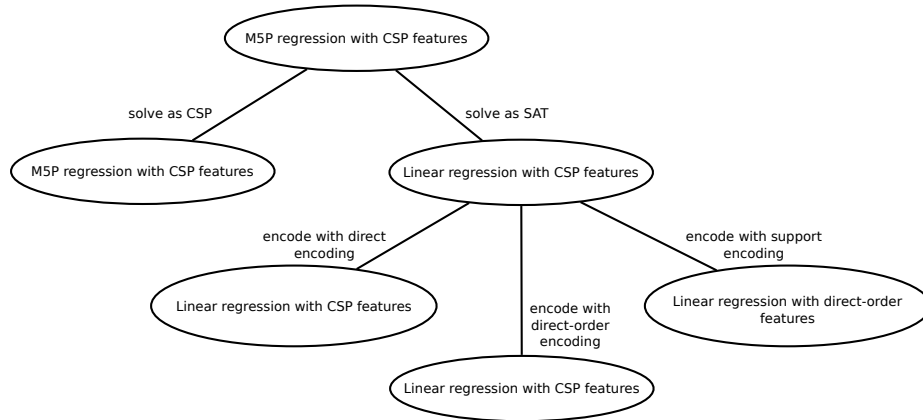 M5P regression with CSP features
solve as CSP
solve as SAT
M5P regression with CSP features
Linear regression with CSP features
encode with direct
encoding
encode with support
encoding
Linear regression with CSP features
encode with
direct-order
encoding
Linear regression with direct-order
features
Linear regression with CSP features